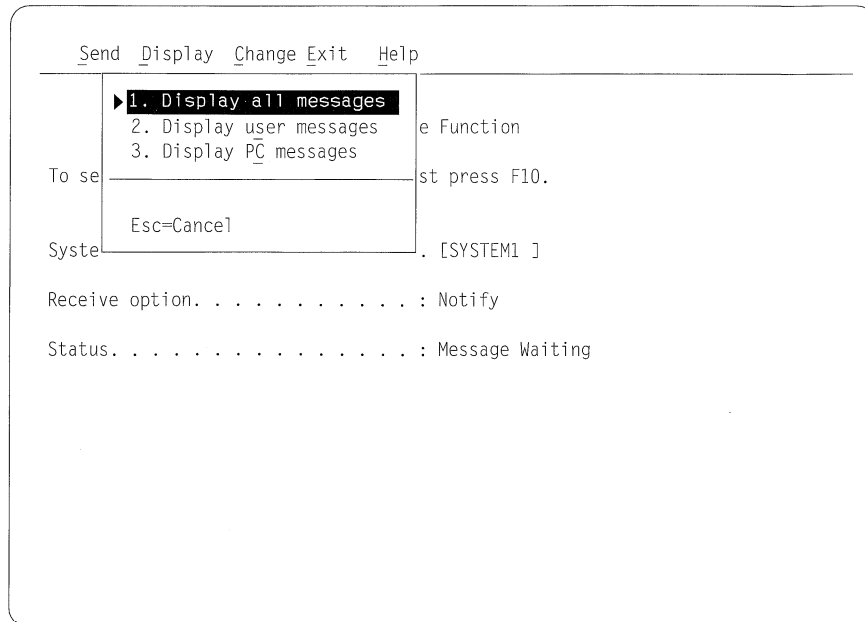 Send Display Change Exit Help
▶1. Display all messages
2. Display user messages e Function
3. Display PC messages
To se st press F10.
Esc=Cancel
Syste . [SYSTEM1 ]
Receive option. . . . . . . . . . . : Notify
Status. . . . . . . . . . . . . . . : Message Waiting